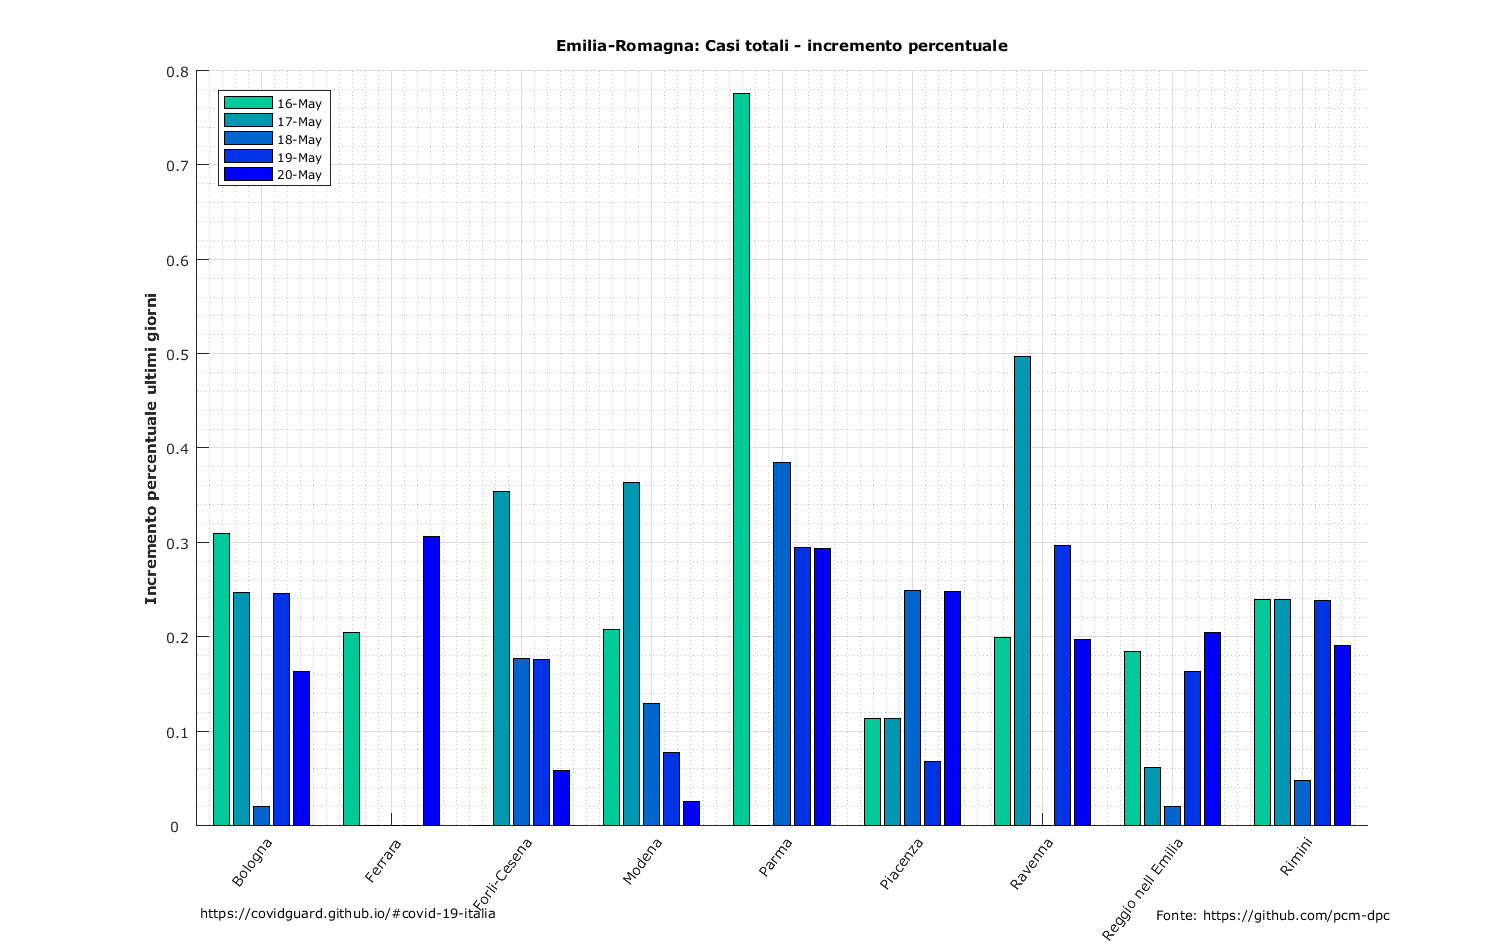 Emilia-Romagna: Casi totali - incremento percentuale
0.8
0.7
0.6
0.5
0.4
0.3
0.2
0.1
0
Incremento percentuale ultimi giorni
16-May
17-May
18-May
19-May
20-May
Bologna
Ferrara
Forlì-Cesena
Modena
Parma
Piacenza
Ravenna
Reggio nell Emilia
Rimini
https://covidguard.github.io/#covid-19-italia
Fonte: https://github.com/pcm-dpc